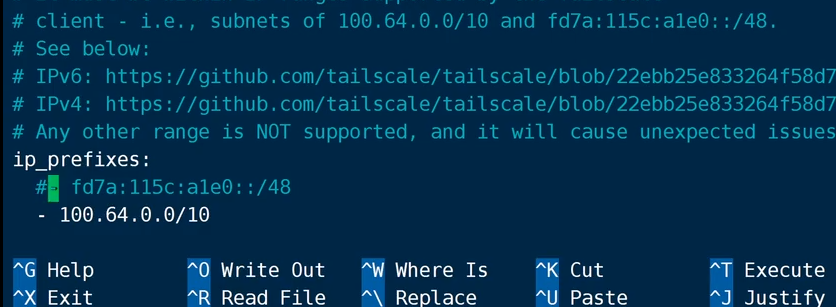 # client - i.e., subnets of 100.64.0.0/10 and fd7a:115c:a1e0::/48.
# See below:
# IPv6: https://github.com/tailscale/tailscale/blob/22ebb25e833264f58d7
# IPv4: https://github.com/tailscale/tailscale/blob/22ebb25e833264f58d7
# Any other range is NOT supported, and it will cause unexpected issues
ip_prefixes:
#- fd7a:115c:a1e0::/48
- 100.64.0.0/10
^G Help ^O Write Out ^W Where Is ^K Cut ^T Execute
^X Exit ^R Read File ^\ Replace ^U Paste ^J Justify